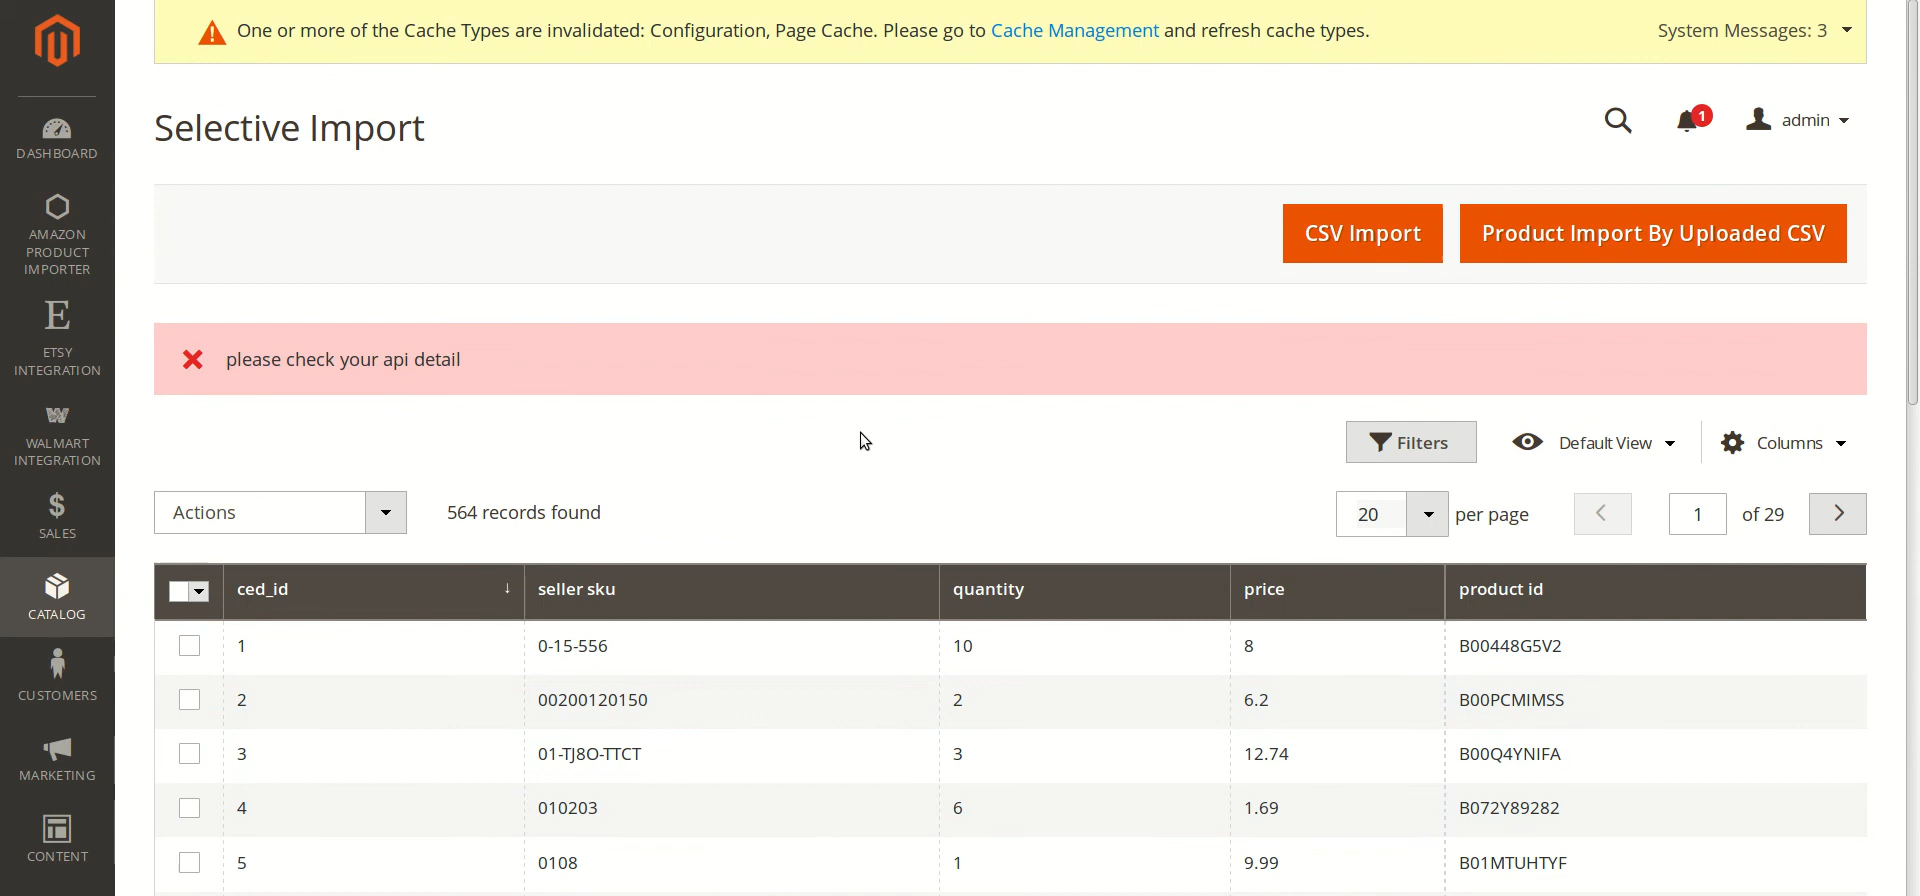 One or more of the Cache Types are invalidated: Configuration, Page Cache. Please go to Cache Management and refresh cache types.
System Messages: 3
Selective Import
1
admin
DASHBOARD
AMAZON
PRODUCT
IMPORTER
CSV Import
Product Import By Uploaded CSV
E
ETSY
INTEGRATION
please check your api detail
WALMART
INTEGRATION
Filters
Default View
Columns
$
SALES
Actions
564 records found
20
per page
1
of 29
CATALOG
ced_id ↓ seller sku quantity price product id
1 0-15-556 10 8 B00448G5V2
CUSTOMERS
2 00200120150 2 6.2 B00PCMIMSS
3 01-TJ8O-TTCT 3 12.74 B00Q4YNIFA
MARKETING
4 010203 6 1.69 B072Y89282
5 0108 1 9.99 B01MTUHTYF
CONTENT